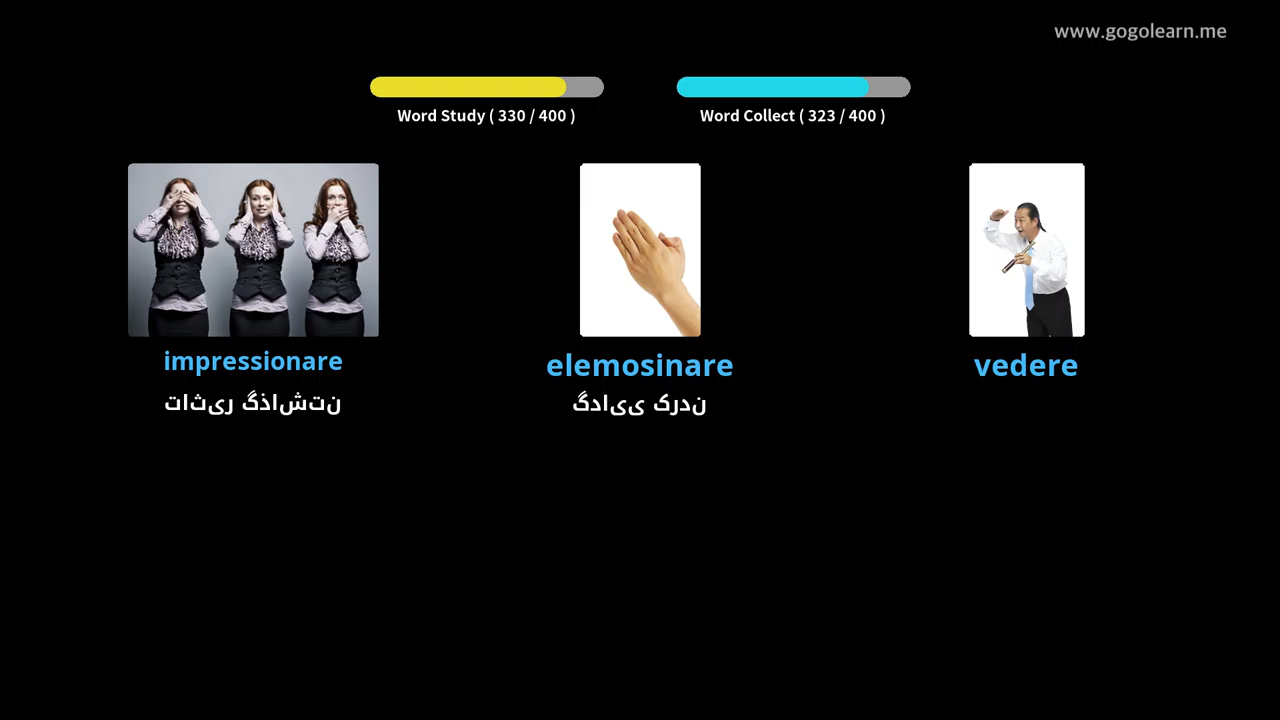 www.gogolearn.me
Word Study ( 330 / 400 )
Word Collect ( 323 / 400 )
impressionare
تاثیر گذاشتن
elemosinare
گدایی کردن
vedere